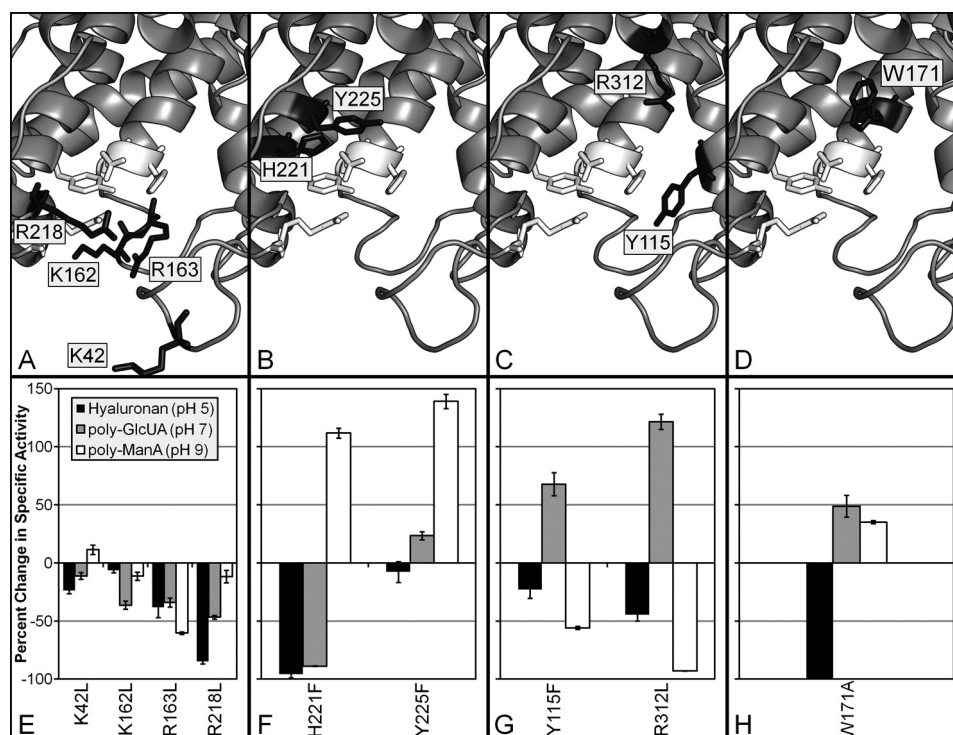 R218
K162
R163
K42
A
Y225
H221
B
R312
Y115
C
W171
D
Percent Change in Specific Activity
150
100
50
0
-50
-100
Hyaluronan (pH 5)
poly-GlcUA (pH 7)
poly-ManA (pH 9)
E
K42L
K162L
R163L
R218L
F
H221F
Y225F
G
Y115F
R312L
H
W171A